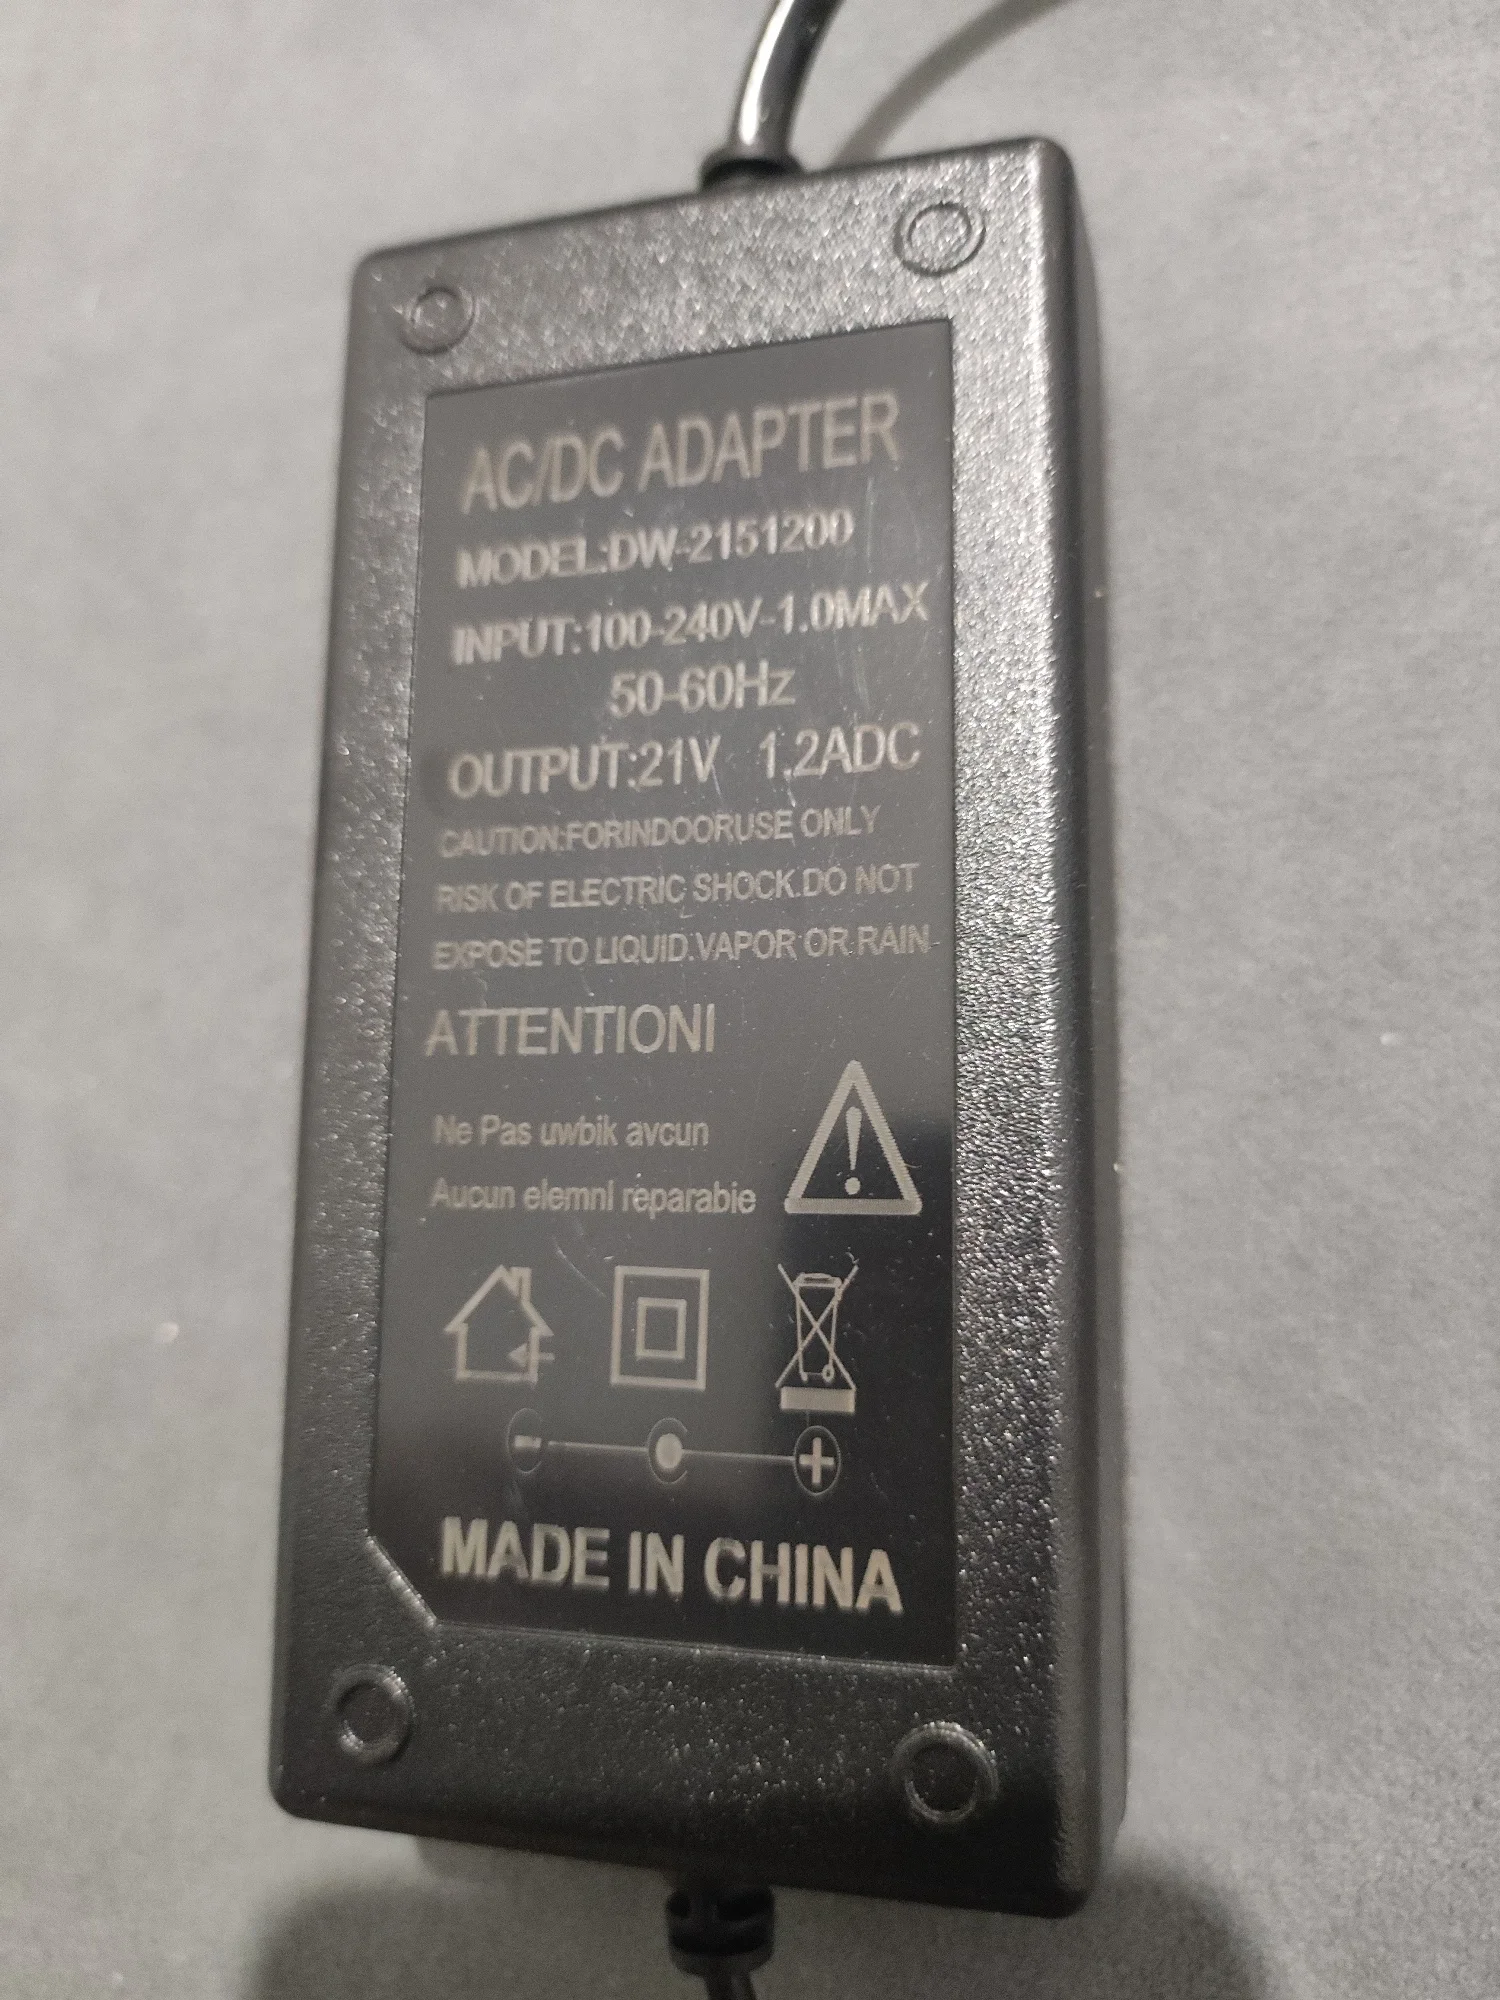 AC/DC ADAPTER
MODEL:DW-2151200
INPUT:100-240V-1.0MAX
50-60Hz
OUTPUT:21V 1.2ADC
CAUTION:FORINDOORUSE ONLY
RISK OF ELECTRIC SHOCK.DO NOT
EXPOSE TO LIQUID.VAPOR OR RAIN
ATTENTIONI
Ne Pas uwbik avcun
Aucun elemnl reparabie
MADE IN CHINA